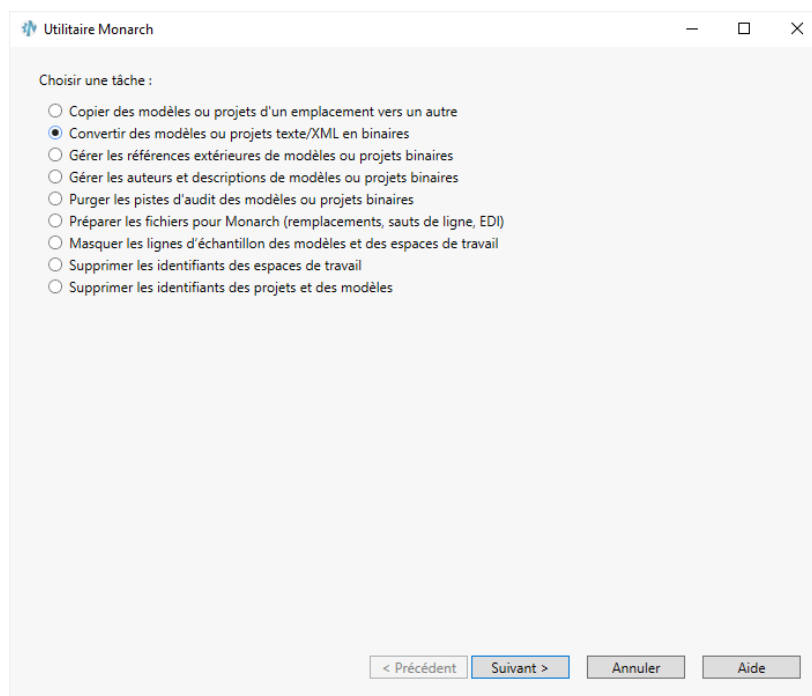 Utilitaire Monarch
Choisir une tâche :
Copier des modèles ou projets d'un emplacement vers un autre
Convertir des modèles ou projets texte/XML en binaires
Gérer les références extérieures de modèles ou projets binaires
Gérer les auteurs et descriptions de modèles ou projets binaires
Purger les pistes d'audit des modèles ou projets binaires
Préparer les fichiers pour Monarch (remplacements, sauts de ligne, EDI)
Masquer les lignes d’échantillon des modèles et des espaces de travail
Supprimer les identifiants des espaces de travail
Supprimer les identifiants des projets et des modèles
< Précédent Suivant > Annuler Aide